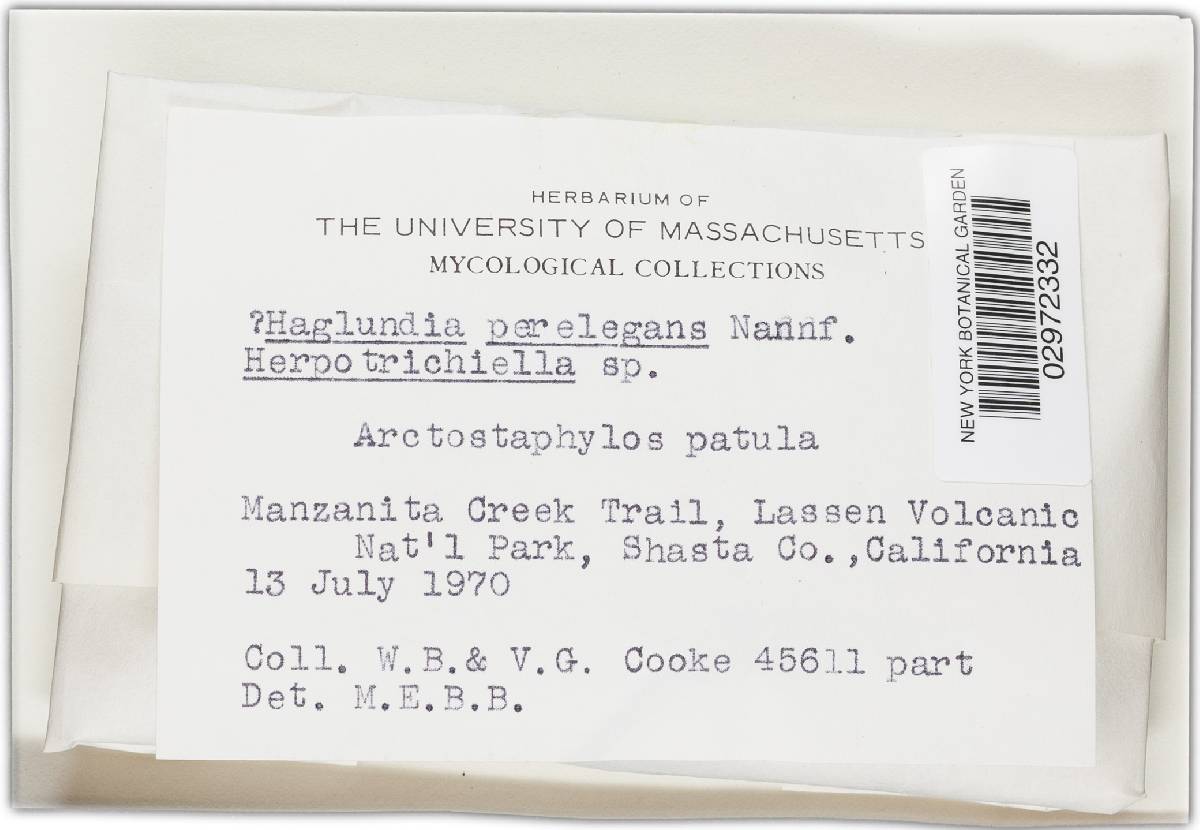 HERBARIUM OF
THE UNIVERSITY OF MASSACHUSETTS
MYCOLOGICAL COLLECTIONS
?Haglundia perelegans Nannf.
Herpotrichiella sp.
Arctostaphylos patula
Manzanita Creek Trail, Lassen Volcanic
Nat'l Park, Shasta Co.,California
13 July 1970
Coll. W.B.& V.G. Cooke 45611 part
Det. M.E.B.B.
NEW YORK BOTANICAL GARDEN
02972332